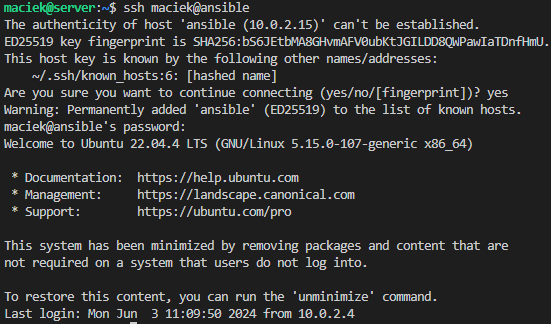 maciek@server:~$ ssh maciek@ansible
The authenticity of host 'ansible (10.0.2.15)' can't be established.
ED25519 key fingerprint is SHA256:bS6JEtbMA8GHvmAFV0ubKtJGILDD8QWPawIaTDnfHmU.
This host key is known by the following other names/addresses:
    ~/.ssh/known_hosts:6: [hashed name]
Are you sure you want to continue connecting (yes/no/[fingerprint])? yes
Warning: Permanently added 'ansible' (ED25519) to the list of known hosts.
maciek@ansible's password:
Welcome to Ubuntu 22.04.4 LTS (GNU/Linux 5.15.0-107-generic x86_64)

 * Documentation:  https://help.ubuntu.com
 * Management:     https://landscape.canonical.com
 * Support:        https://ubuntu.com/pro

This system has been minimized by removing packages and content that are
not required on a system that users do not log into.

To restore this content, you can run the 'unminimize' command.
Last login: Mon Jun  3 11:09:50 2024 from 10.0.2.4